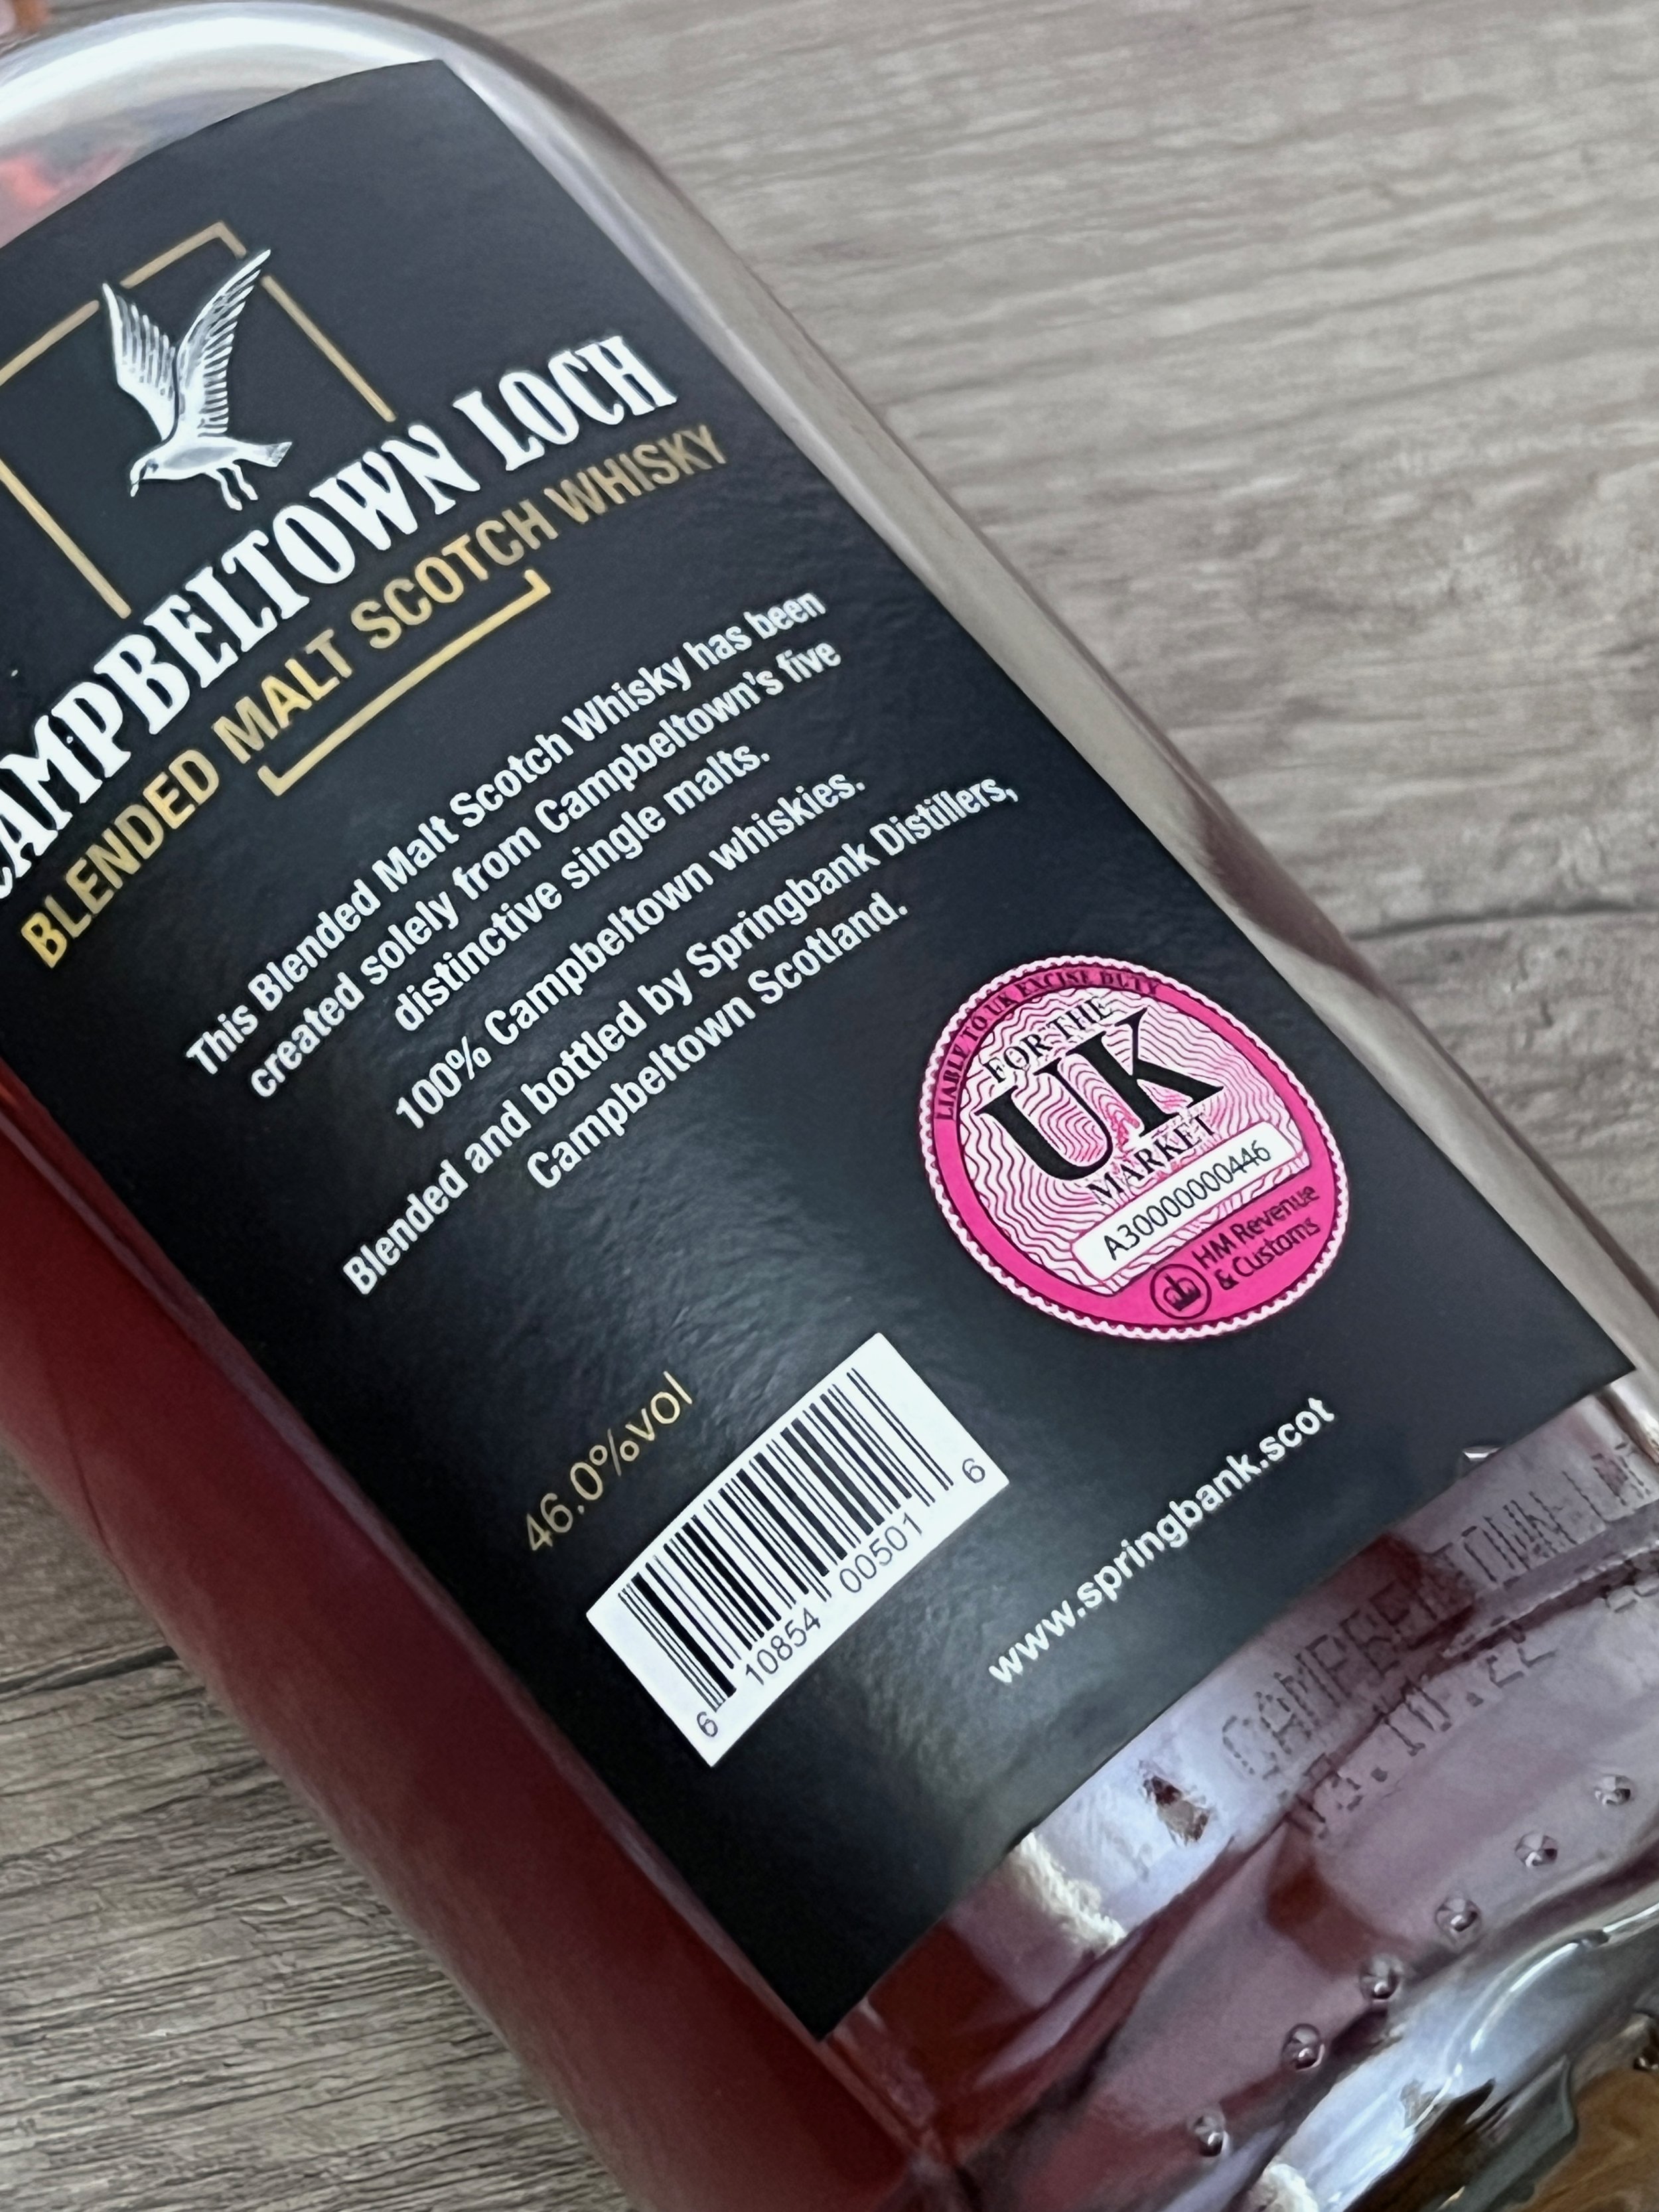 CAMPBELTOWN LOCH
BLENDED MALT SCOTCH WHISKY
This Blended Malt Scotch Whisky has been
created solely from Campbeltown's five
distinctive single malts.
100% Campbeltown whiskies.
Blended and bottled by Springbank Distillers,
Campbeltown Scotland.
LIABLE TO UK EXCISE DUTY
FOR THE
UK
MARKET
A30000000446
HM Revenue
& Customs
46.0%vol
6 10854 00501 6
www.springbank.scot
CAMPBELTOWN